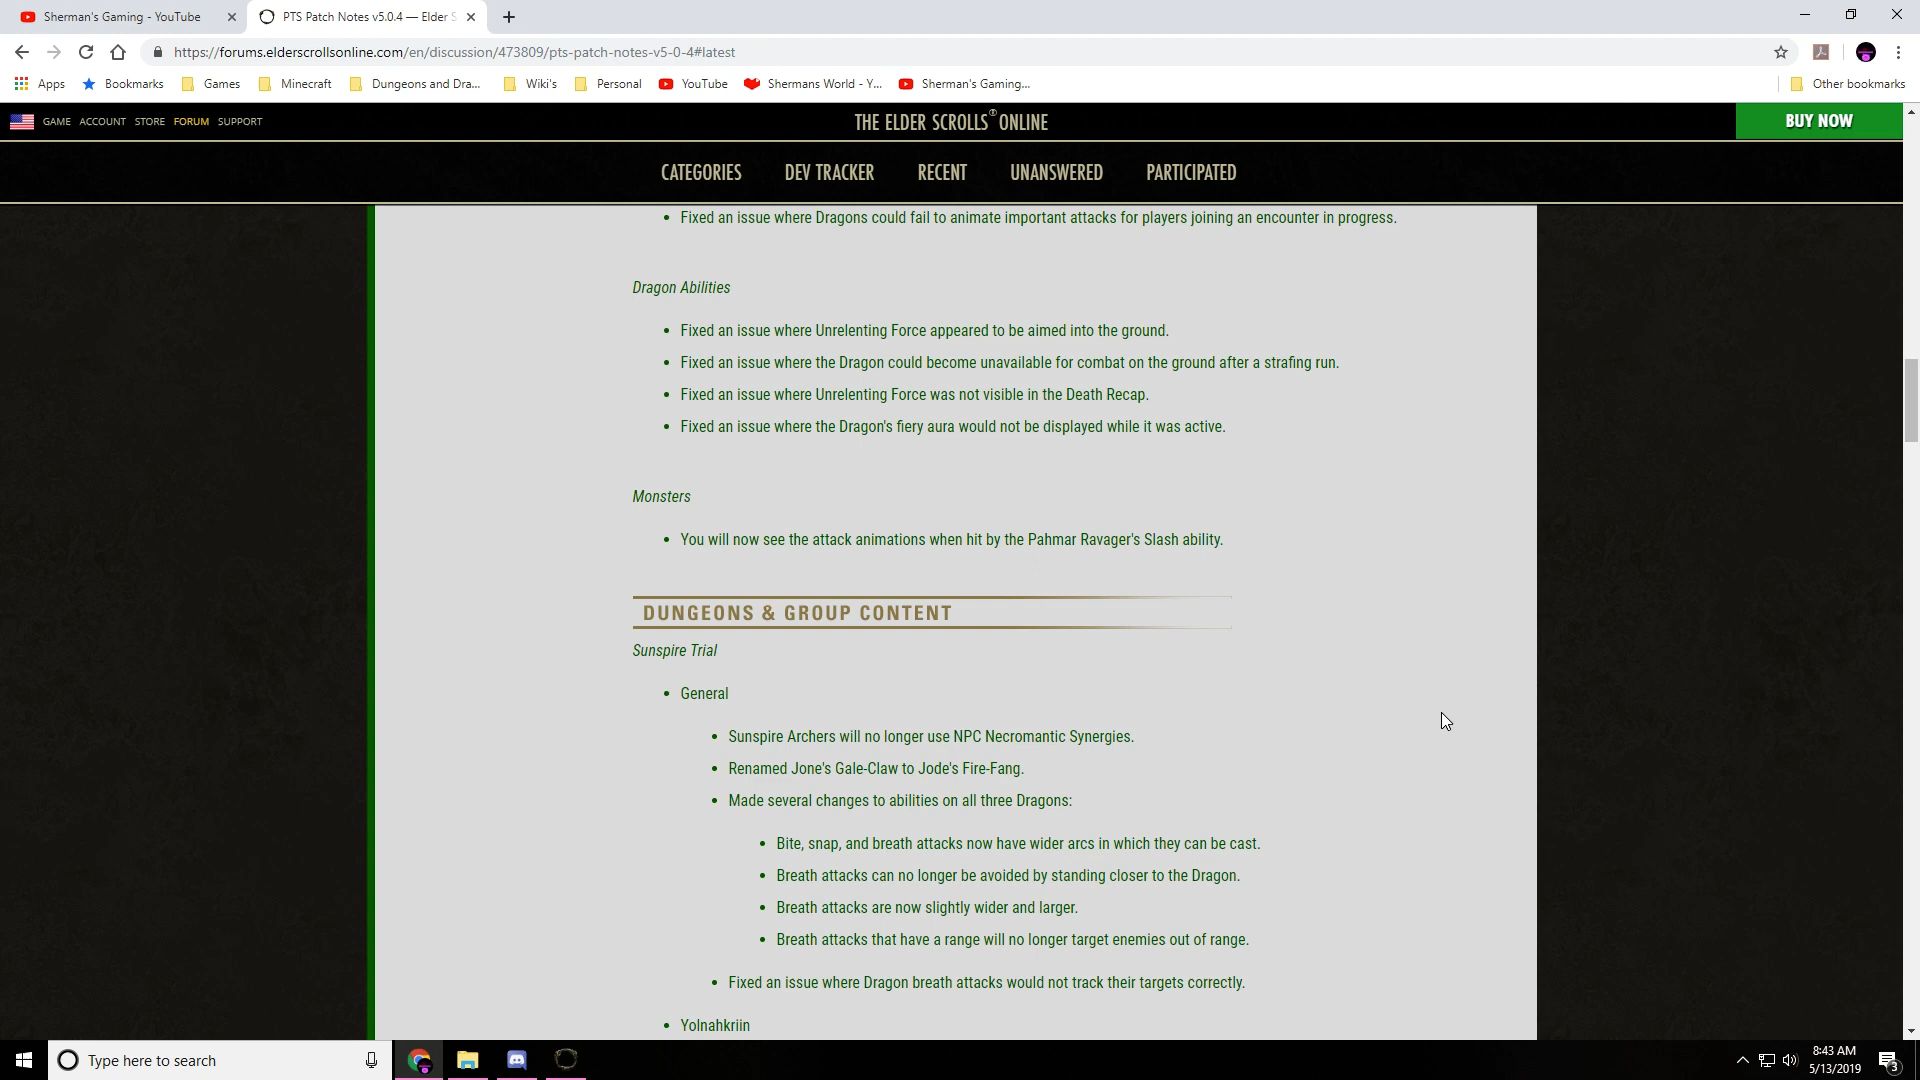 Sherman's Gaming - YouTube
PTS Patch Notes v5.0.4 — Elder S
https://forums.elderscrollsonline.com/en/discussion/473809/pts-patch-notes-v5-0-4#latest
Apps Bookmarks Games Minecraft Dungeons and Dra... Wiki's Personal YouTube Shermans World - Y... Sherman's Gaming... Other bookmarks
GAME ACCOUNT STORE FORUM SUPPORT
THE ELDER SCROLLS® ONLINE
BUY NOW
CATEGORIES DEV TRACKER RECENT UNANSWERED PARTICIPATED
• Fixed an issue where Dragons could fail to animate important attacks for players joining an encounter in progress.
Dragon Abilities
• Fixed an issue where Unrelenting Force appeared to be aimed into the ground.
• Fixed an issue where the Dragon could become unavailable for combat on the ground after a strafing run.
• Fixed an issue where Unrelenting Force was not visible in the Death Recap.
• Fixed an issue where the Dragon's fiery aura would not be displayed while it was active.
Monsters
• You will now see the attack animations when hit by the Pahmar Ravager's Slash ability.
DUNGEONS & GROUP CONTENT
Sunspire Trial
• General
• Sunspire Archers will no longer use NPC Necromantic Synergies.
• Renamed Jone's Gale-Claw to Jode's Fire-Fang.
• Made several changes to abilities on all three Dragons:
• Bite, snap, and breath attacks now have wider arcs in which they can be cast.
• Breath attacks can no longer be avoided by standing closer to the Dragon.
• Breath attacks are now slightly wider and larger.
• Breath attacks that have a range will no longer target enemies out of range.
• Fixed an issue where Dragon breath attacks would not track their targets correctly.
• Yolnahkriin
Type here to search
8:43 AM
5/13/2019
3